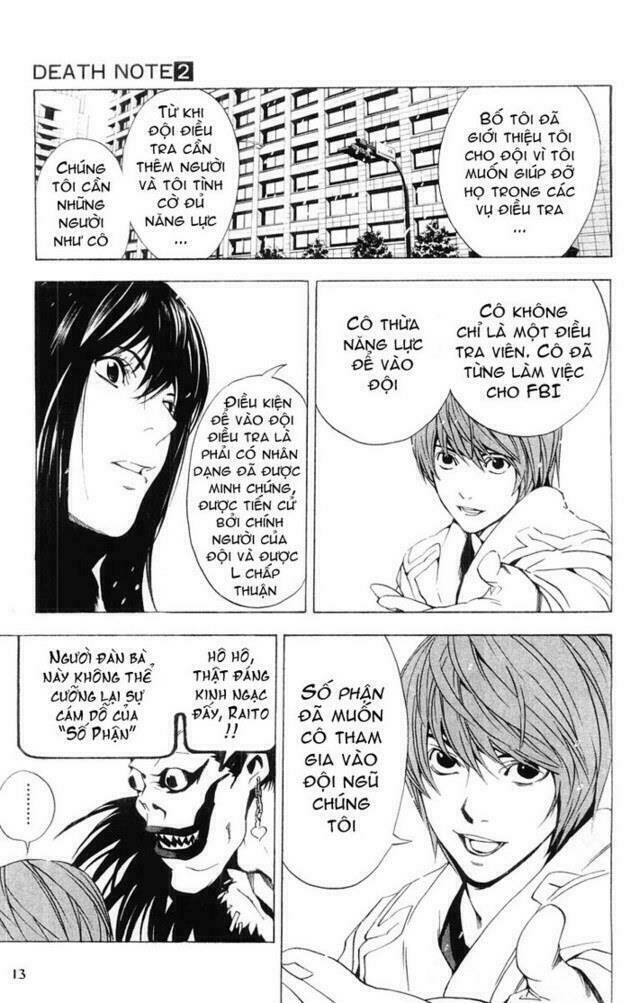 DEATH NOTE 2
BỐ TÔI ĐÃ
GIỚI THIỆU TÔI
CHO ĐỘI VÌ TÔI
MUỐN GIÚP ĐỠ
HỌ TRONG CÁC
VỤ ĐIỀU TRA
...
TỪ KHI
ĐỘI ĐIỀU
TRA CẦN
THÊM NGƯỜI
VÀ TÔI TÌNH
CỜ ĐỦ
NĂNG LỰC
...
CHÚNG
TÔI CẦN
NHỮNG
NGƯỜI
NHƯ CÔ
CÔ KHÔNG
CHỈ LÀ MỘT ĐIỀU
TRA VIÊN. CÔ ĐÃ
TỪNG LÀM VIỆC
CHO FBI
CÔ THỪA
NĂNG LỰC
ĐỂ VÀO
ĐỘI
ĐIỀU KIỆN
ĐỂ VÀO ĐỘI
ĐIỀU TRA LÀ
PHẢI CÓ NHÂN
DẠNG ĐÃ ĐƯỢC
MINH CHỨNG,
ĐƯỢC TIẾN CỬ
BỞI CHÍNH
NGƯỜI CỦA
ĐỘI VÀ ĐƯỢC
L CHẤP
THUẬN
SỐ PHẬN
ĐÃ MUỐN
CÔ THAM
GIA VÀO
ĐỘI NGŨ
CHÚNG
TÔI
HÔ HÔ,
THẬT ĐÁNG
KINH NGẠC
ĐẤY, RAITO
!!
NGƯỜI ĐÀN BÀ
NÀY KHÔNG THỂ
CƯỠNG LẠI SỰ
CÁM DỖ CỦA
"SỐ PHẬN"
........
13